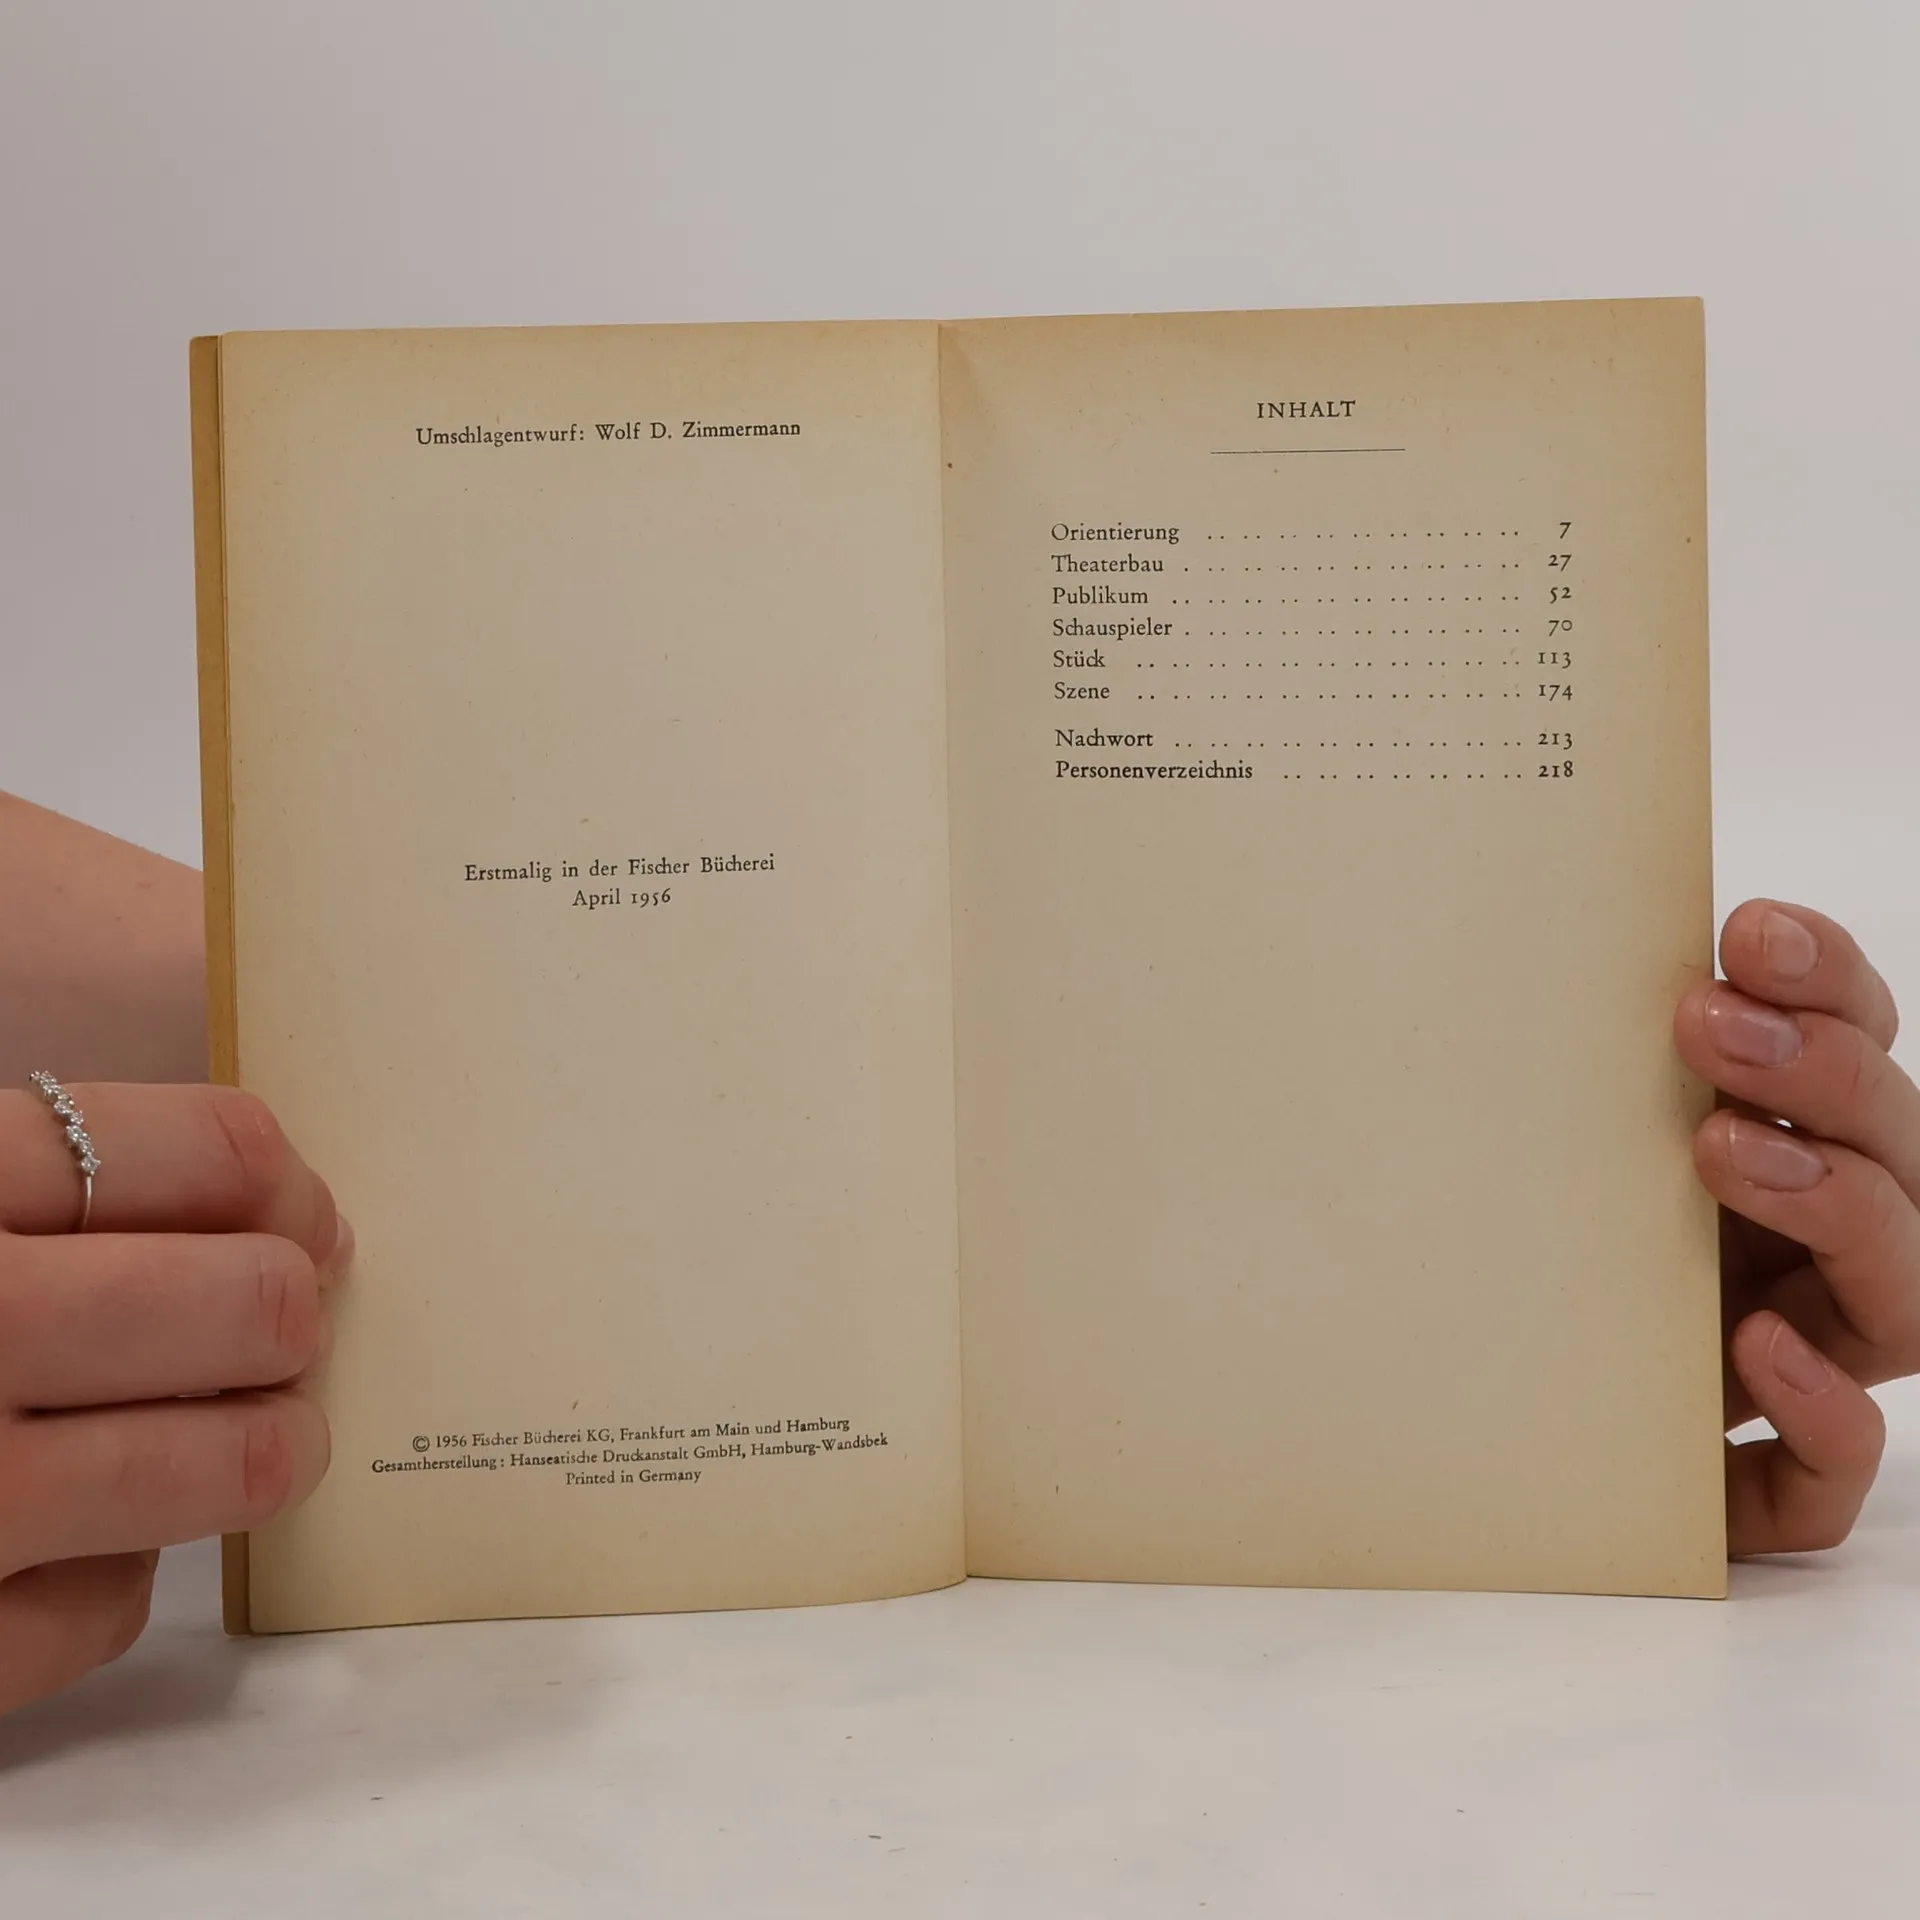 Umschlagentwurf: Wolf D. Zimmermann
Erstmalig in der Fischer Bücherei
April 1956
© 1956 Fischer Bücherei KG, Frankfurt am Main und Hamburg
Gesamtherstellung: Hanseatische Druckanstalt GmbH, Hamburg-Wandsbek
Printed in Germany
INHALT
Orientierung . . . . . . . . . . . . . . . . . . 7
Theaterbau . . . . . . . . . . . . . . . . . . . 27
Publikum . . . . . . . . . . . . . . . . . . . . 52
Schauspieler . . . . . . . . . . . . . . . . . . . 70
Stück . . . . . . . . . . . . . . . . . . . . . . 113
Szene . . . . . . . . . . . . . . . . . . . . . . 174
Nachwort . . . . . . . . . . . . . . . . . . . . 213
Personenverzeichnis . . . . . . . . . . . . . . 218